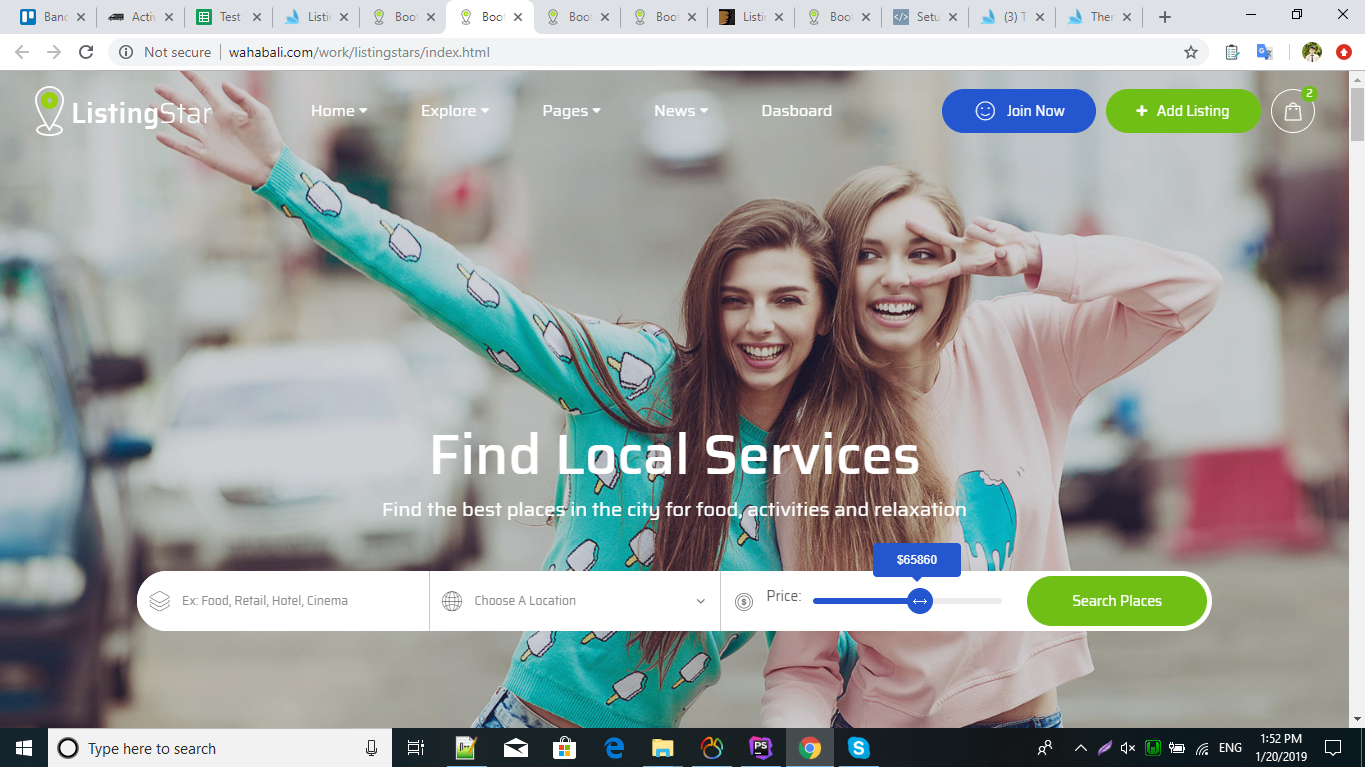 Banc
Activ
Test
Listin
Boot
Boot
Boot
Boot
Listin
Boot
Setu
(3) T
Ther
Not secure
wahabali.com/work/listingstars/index.html
ListingStar
Home
Explore
Pages
News
Dasboard
Join Now
Add Listing
2
Find Local Services
Find the best places in the city for food, activities and relaxation
$65860
Ex: Food, Retail, Hotel, Cinema
Choose A Location
Price:
Search Places
Type here to search
PS
ENG
1:52 PM
1/20/2019